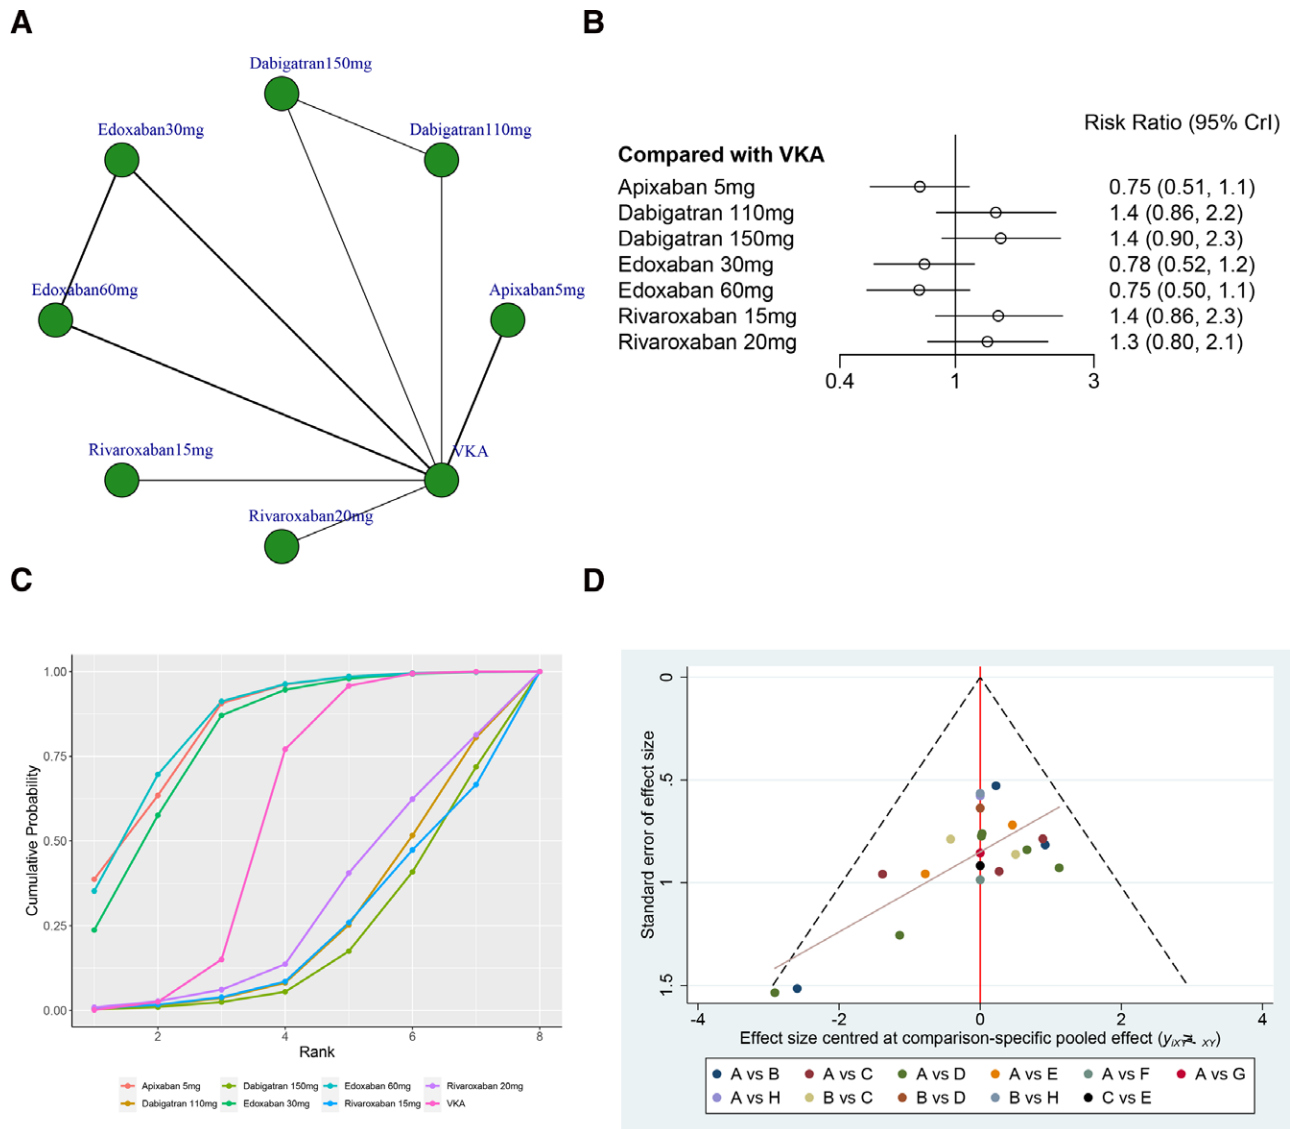 A
B
Dabigatran150mg
Edoxaban30mg
Dabigatran110mg
Edoxaban60mg
Apixaban5mg
Rivaroxaban15mg
VKA
Rivaroxaban20mg
Risk Ratio (95% CrI)
Compared with VKA
Apixaban 5mg 0.75 (0.51, 1.1)
Dabigatran 110mg 1.4 (0.86, 2.2)
Dabigatran 150mg 1.4 (0.90, 2.3)
Edoxaban 30mg 0.78 (0.52, 1.2)
Edoxaban 60mg 0.75 (0.50, 1.1)
Rivaroxaban 15mg 1.4 (0.86, 2.3)
Rivaroxaban 20mg 1.3 (0.80, 2.1)
0.4 1 3
C
D
1.00
0.75
0.50
0.25
0.00
Cumulative Probability
2 4 6 8
Rank
Apixaban 5mg Dabigatran 150mg Edoxaban 60mg Rivaroxaban 20mg
Dabigatran 110mg Edoxaban 30mg Rivaroxaban 15mg VKA
0
.5
1
1.5
Standard error of effect size
-4 -2 0 2 4
Effect size centred at comparison-specific pooled effect
A vs B A vs C A vs D A vs E A vs F A vs G
A vs H B vs C B vs D B vs H C vs E